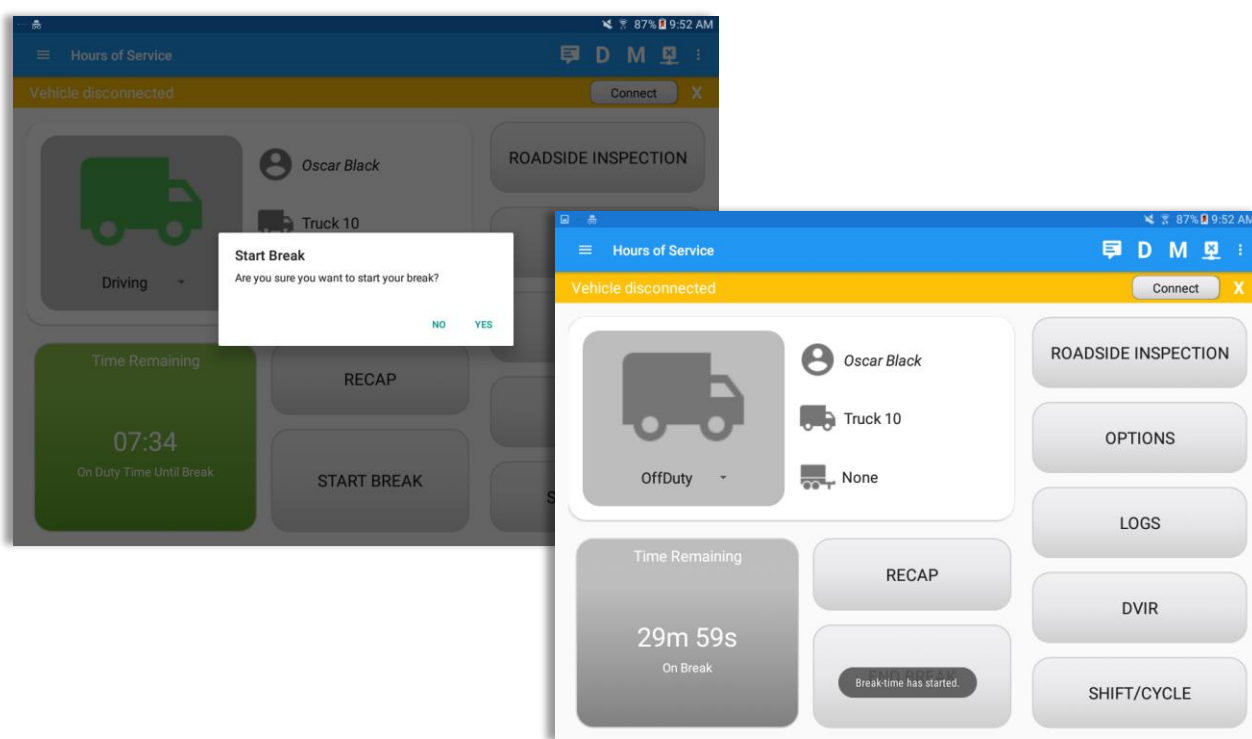 87% 9:52 AM
Hours of Service
D M
Vehicle disconnected
Connect X
Oscar Black
ROADSIDE INSPECTION
Truck 10
Driving
Start Break
Are you sure you want to start your break?
NO YES
Time Remaining
07:34
On Duty Time Until Break
RECAP
START BREAK
S
87% 9:52 AM
Hours of Service
D M
Vehicle disconnected
Connect X
Oscar Black
Truck 10
None
OffDuty
ROADSIDE INSPECTION
OPTIONS
LOGS
DVIR
SHIFT/CYCLE
Time Remaining
29m 59s
On Break
RECAP
END BREAK
Break-time has started.